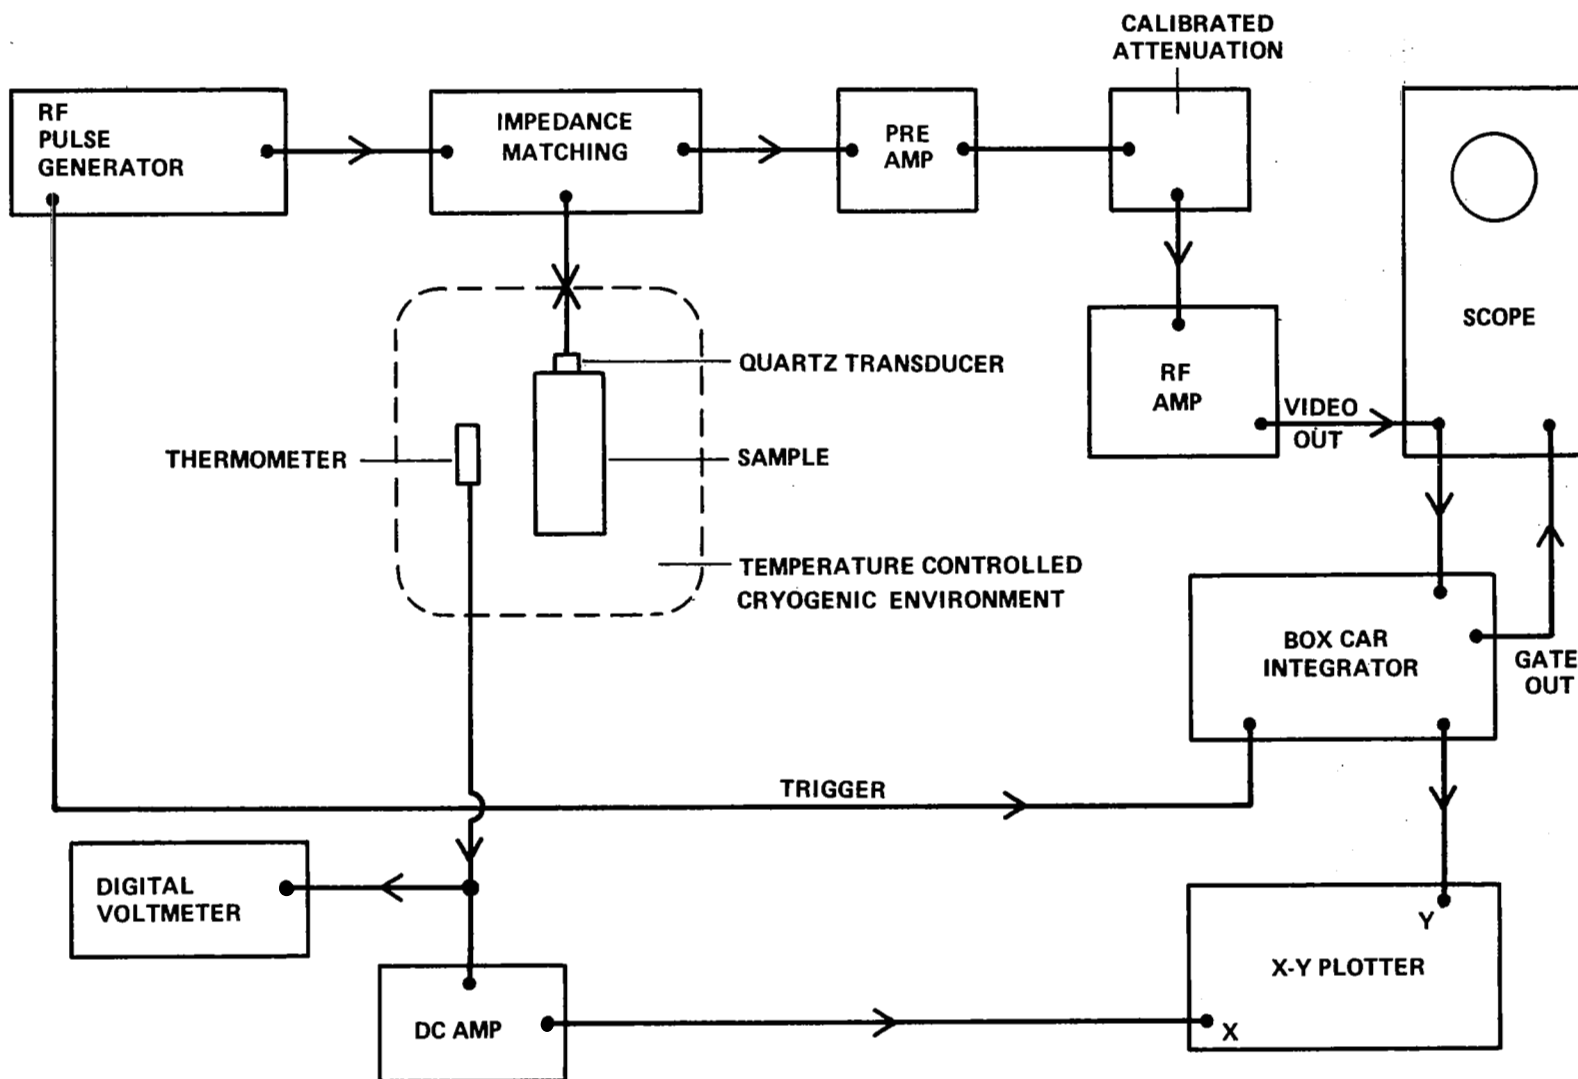 CALIBRATED
ATTENUATION
RF
PULSE
GENERATOR
IMPEDANCE
MATCHING
PRE
AMP
SCOPE
QUARTZ TRANSDUCER
RF
AMP
VIDEO
OUT
THERMOMETER
SAMPLE
TEMPERATURE CONTROLLED
CRYOGENIC ENVIRONMENT
BOX CAR
INTEGRATOR
GATE
OUT
TRIGGER
DIGITAL
VOLTMETER
Y
X-Y PLOTTER
DC AMP
X